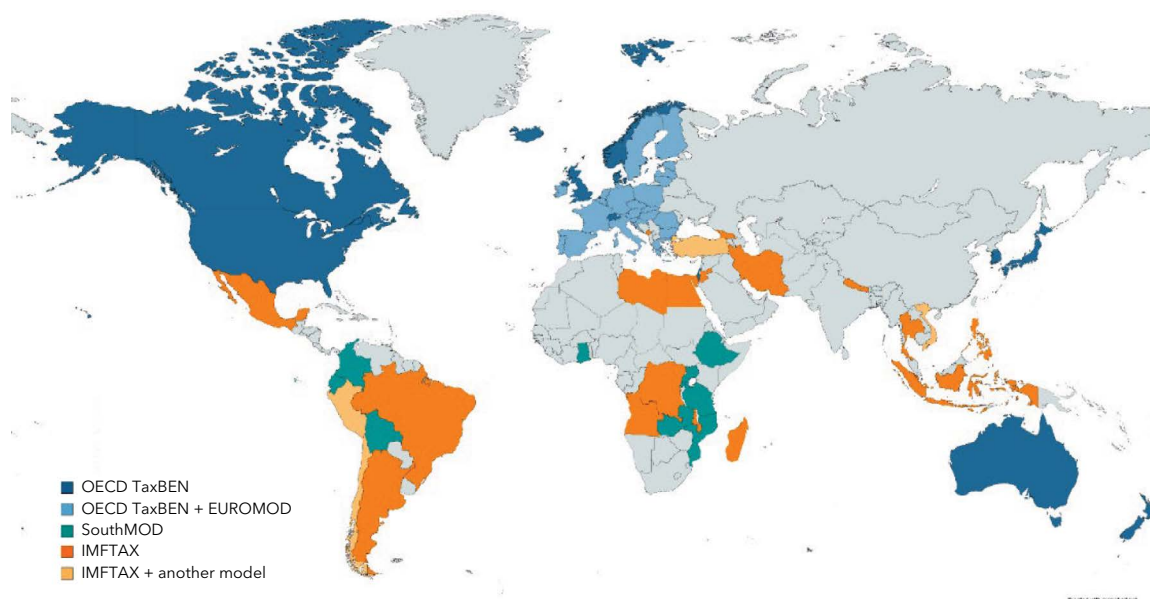 OECD TaxBEN
OECD TaxBEN + EUROMOD
SouthMOD
IMFTAX
IMFTAX + another model